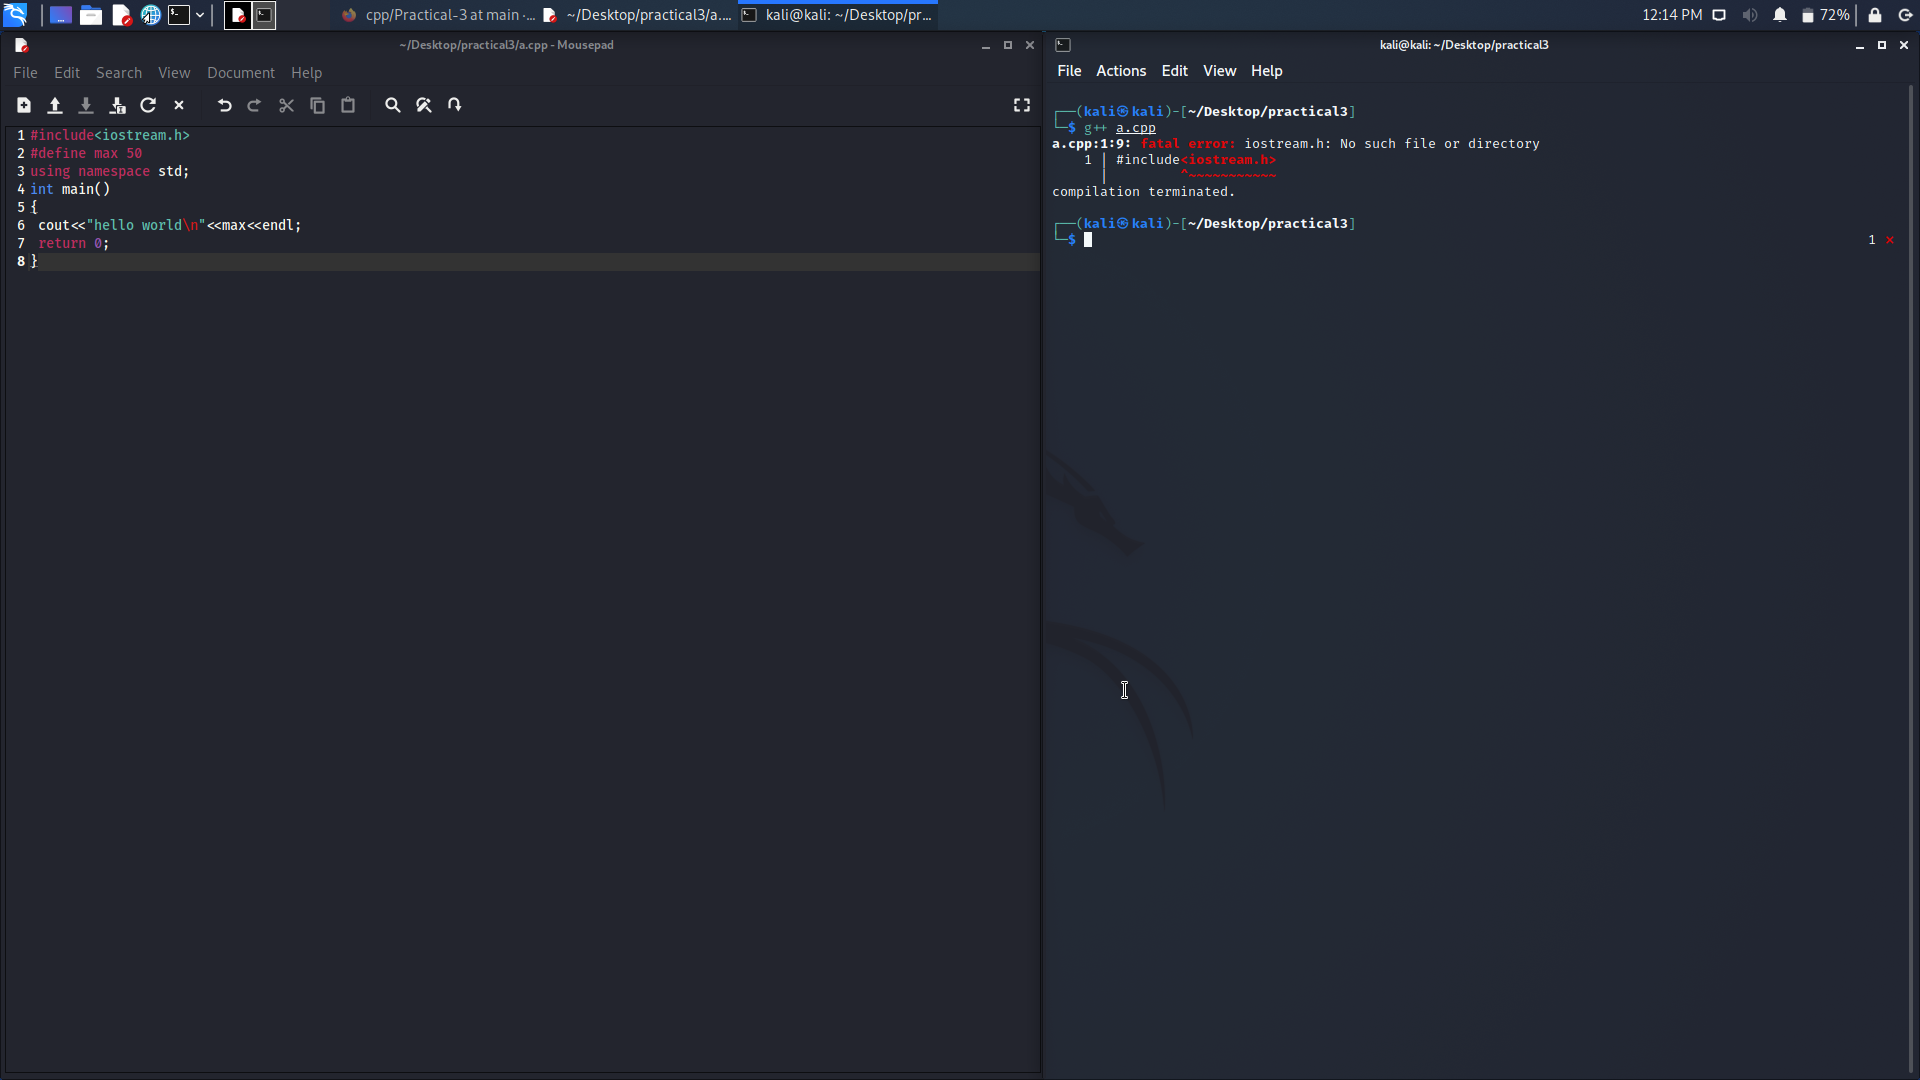 cpp/Practical-3 at main ·...
~/Desktop/practical3/a....
kali@kali: ~/Desktop/pr...
12:14 PM
72%
~/Desktop/practical3/a.cpp - Mousepad
File Edit Search View Document Help
1 #include<iostream.h>
2 #define max 50
3 using namespace std;
4 int main()
5 {
6  cout<<"hello world\n"<<max<<endl;
7  return 0;
8 }
kali@kali: ~/Desktop/practical3
File Actions Edit View Help
┌──(kali㉿kali)-[~/Desktop/practical3]
└─$ g++ a.cpp
a.cpp:1:9: fatal error: iostream.h: No such file or directory
    1 | #include<iostream.h>
      |         ^~~~~~~~~~~~
compilation terminated.
┌──(kali㉿kali)-[~/Desktop/practical3]
└─$
1 ⨯